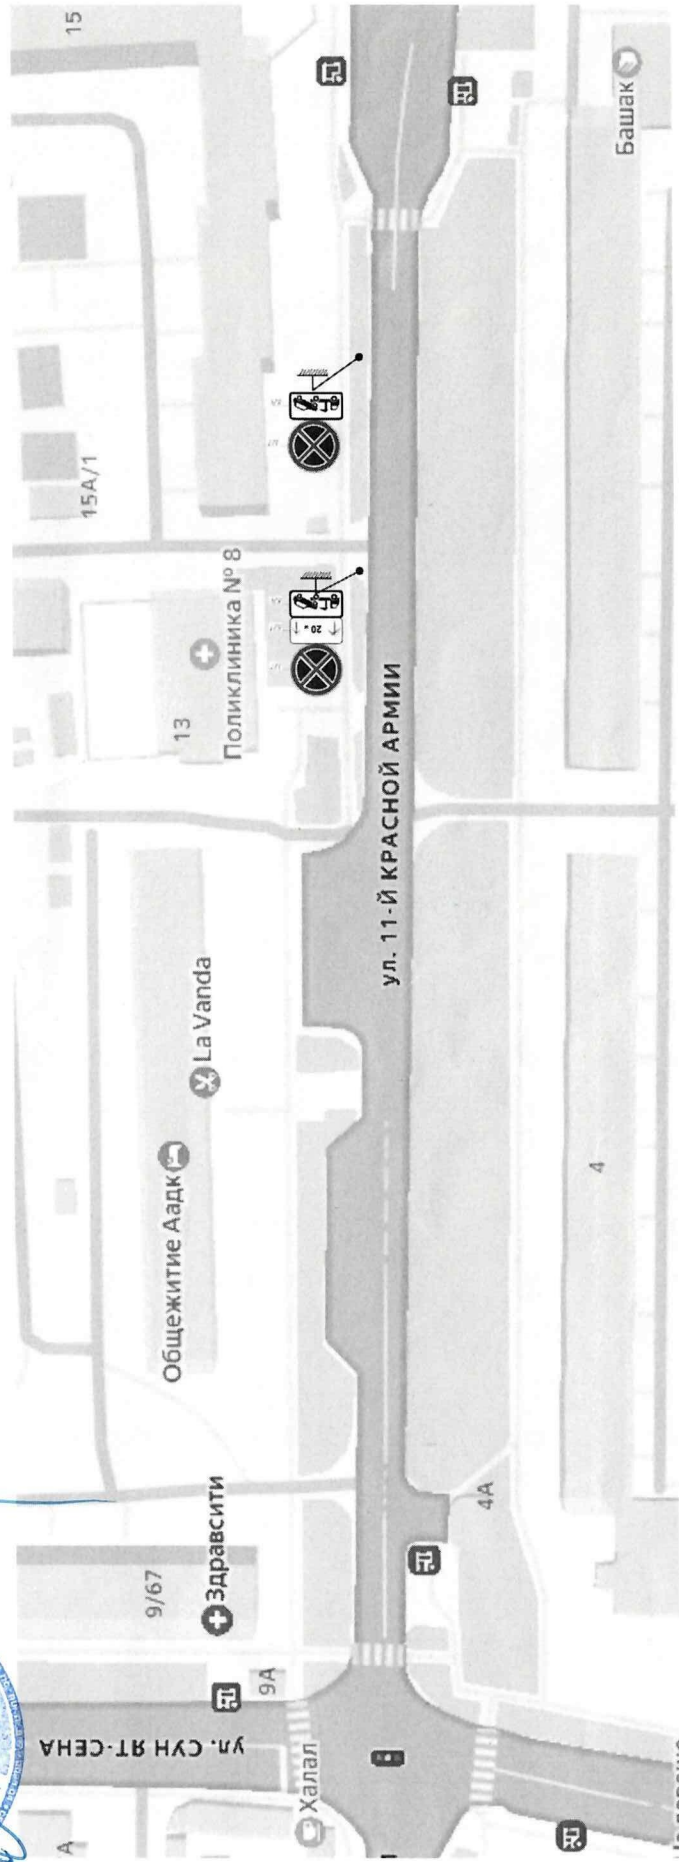 15
Башак
15А/1
Поликлиника № 8
13
20 м
ул. 11-Й КРАСНОЙ АРМИИ
La Vanda
Общежитие Аадк
4
Здравсити
9/67
4А
9А
ул. СУН ЯТ-СЕНА
Халал
А